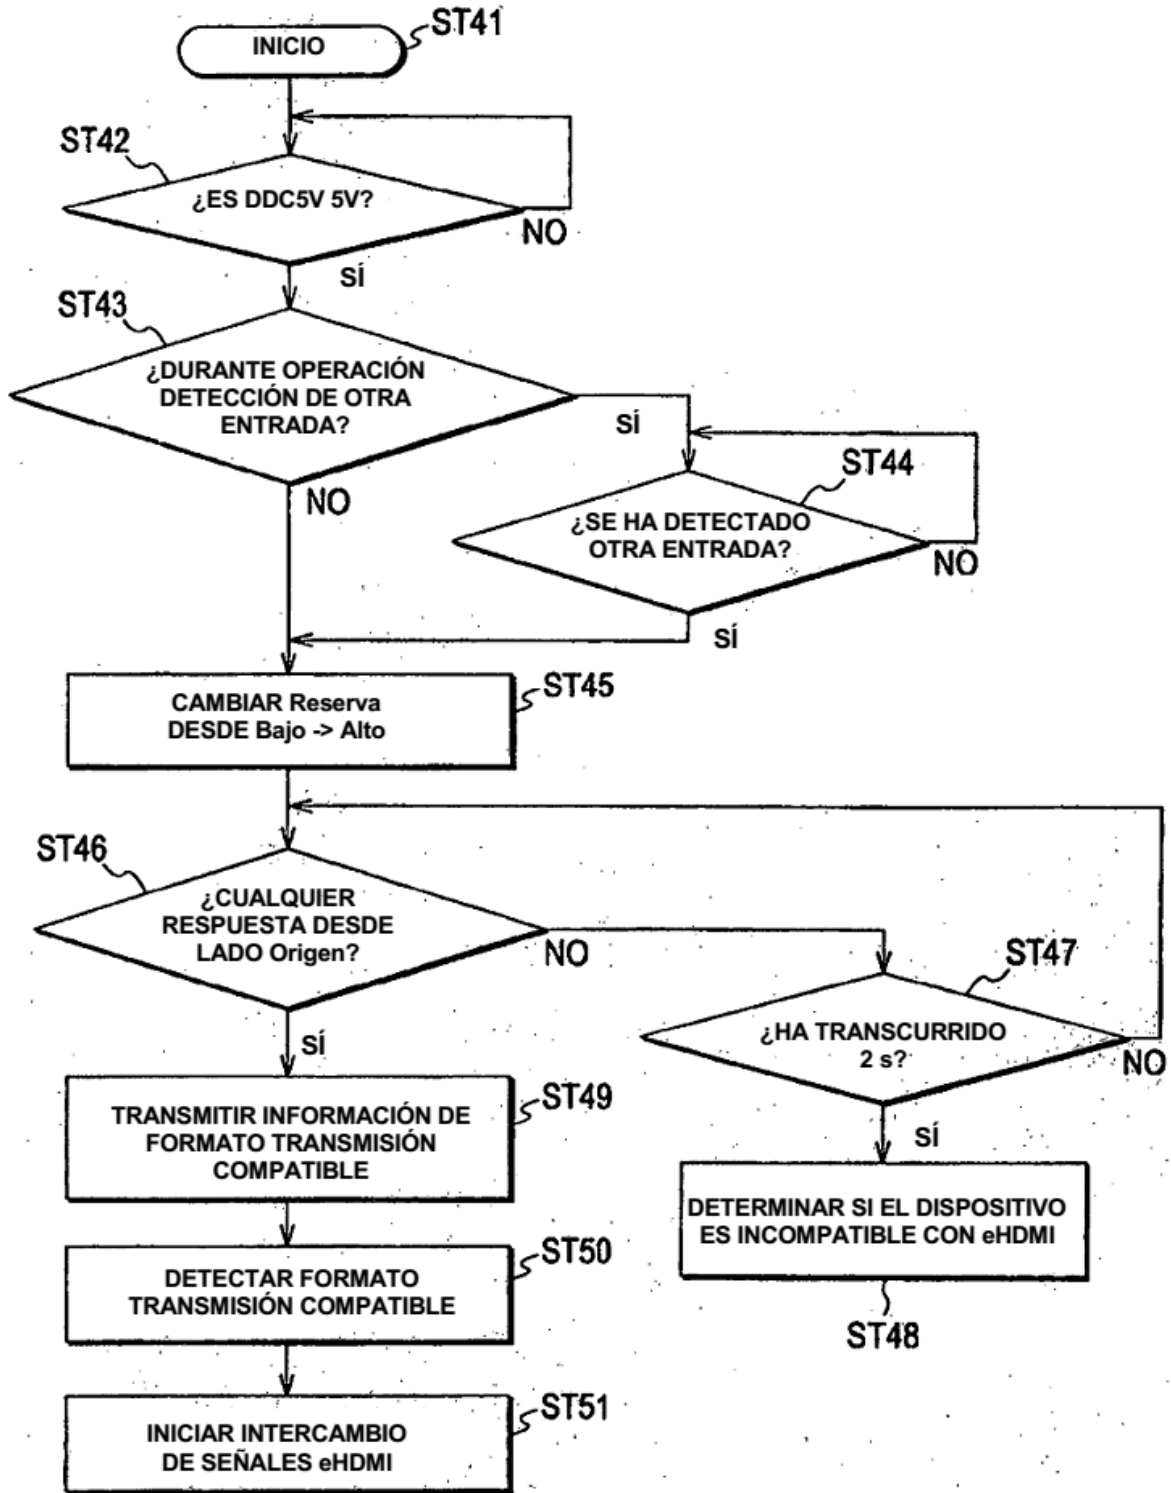 INICIO
ST41
ST42
¿ES DDC5V 5V?
NO
SÍ
ST43
¿DURANTE OPERACIÓN
DETECCIÓN DE OTRA
ENTRADA?
SÍ
NO
ST44
¿SE HA DETECTADO
OTRA ENTRADA?
NO
SÍ
CAMBIAR Reserva
DESDE Bajo -> Alto
ST45
ST46
¿CUALQUIER
RESPUESTA DESDE
LADO Origen?
NO
SÍ
ST47
¿HA TRANSCURRIDO
2 s?
NO
SÍ
TRANSMITIR INFORMACIÓN DE
FORMATO TRANSMISIÓN
COMPATIBLE
ST49
DETERMINAR SI EL DISPOSITIVO
ES INCOMPATIBLE CON eHDMI
ST48
DETECTAR FORMATO
TRANSMISIÓN COMPATIBLE
ST50
INICIAR INTERCAMBIO
DE SEÑALES eHDMI
ST51